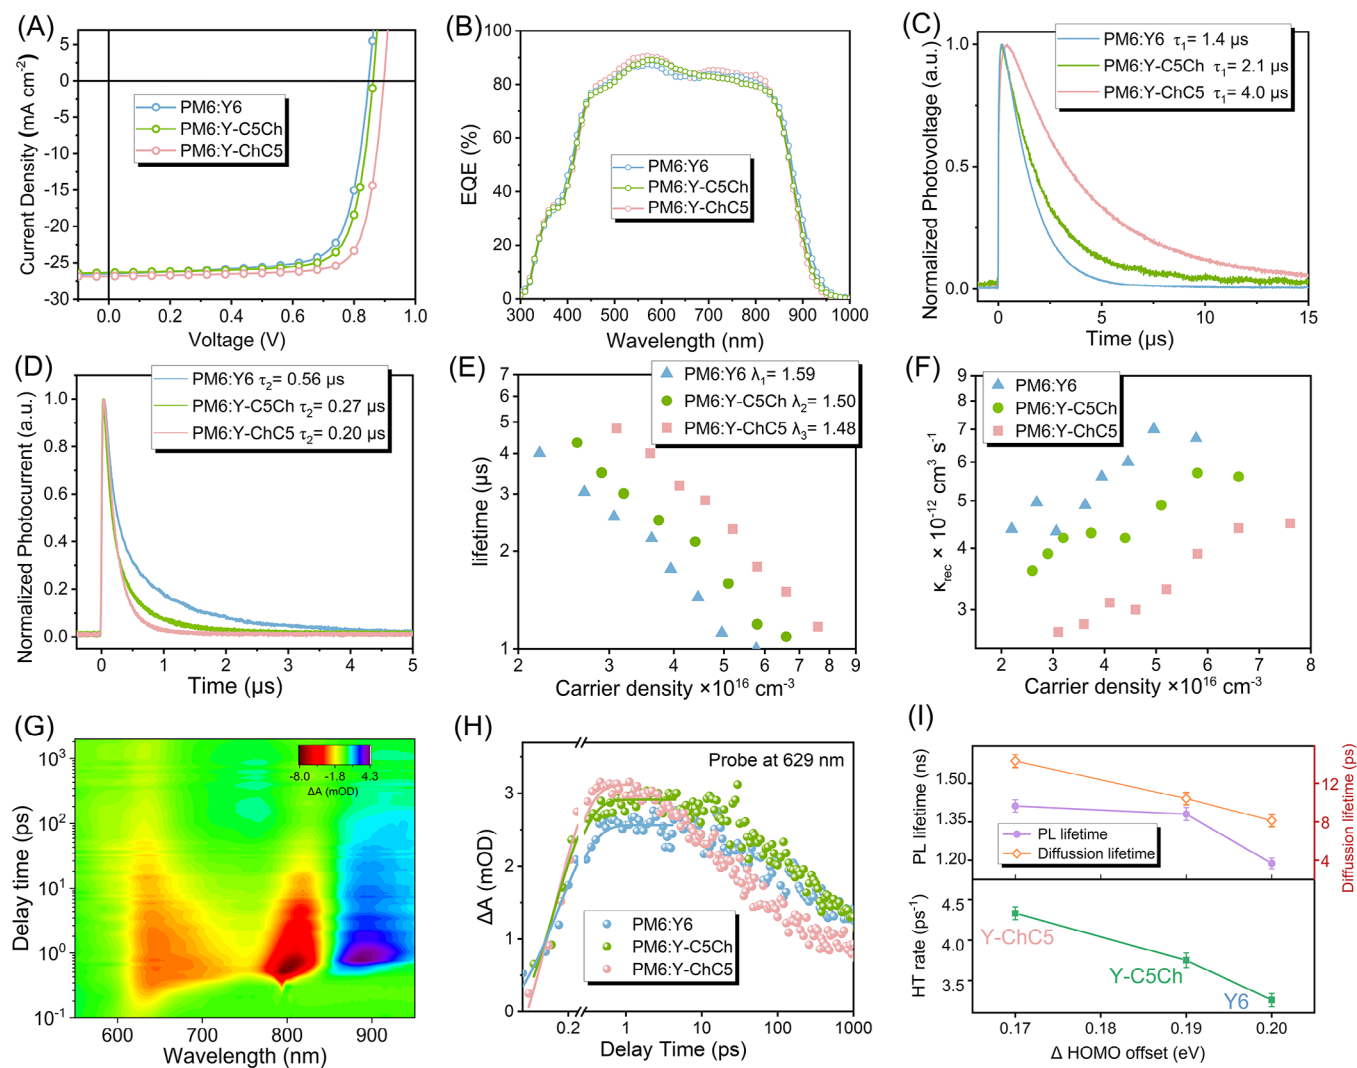 (A)
5
0
-5
-10
-15
-20
-25
-30
0.0
0.2
0.4
0.6
0.8
1.0
Current Density (mA cm⁻²)
Voltage (V)
PM6:Y6
PM6:Y-C5Ch
PM6:Y-ChC5
(B)
100
80
60
40
20
0
300
400
500
600
700
800
900
1000
EQE (%)
Wavelength (nm)
PM6:Y6
PM6:Y-C5Ch
PM6:Y-ChC5
(C)
PM6:Y6 τ₁= 1.4 µs
PM6:Y-C5Ch τ₁= 2.1 µs
PM6:Y-ChC5 τ₁= 4.0 µs
1.0
0.5
0.0
0
5
10
15
Normalized Photovoltage (a.u.)
Time (µs)
(D)
PM6:Y6 τ₂= 0.56 µs
PM6:Y-C5Ch τ₂= 0.27 µs
PM6:Y-ChC5 τ₂= 0.20 µs
1.0
0.8
0.6
0.4
0.2
0.0
0
1
2
3
4
5
Normalized Photocurrent (a.u.)
Time (µs)
(E)
PM6:Y6 λ₁= 1.59
PM6:Y-C5Ch λ₂= 1.50
PM6:Y-ChC5 λ₃= 1.48
7
6
5
4
3
2
1
2
3
4
5
6
7
8
9
lifetime (µs)
Carrier density ×10¹⁶ cm⁻³
(F)
PM6:Y6
PM6:Y-C5Ch
PM6:Y-ChC5
9
8
7
6
5
4
3
2
3
4
5
6
7
8
κrec × 10⁻¹² cm³ s⁻¹
Carrier density ×10¹⁶ cm⁻³
(G)
10³
10²
10¹
10⁰
10⁻¹
600
700
800
900
-8.0
-1.8
4.3
ΔA (mOD)
Delay time (ps)
Wavelength (nm)
(H)
Probe at 629 nm
3
2
1
0
0.2
1
10
100
1000
ΔA (mOD)
Delay Time (ps)
PM6:Y6
PM6:Y-C5Ch
PM6:Y-ChC5
(I)
1.50
1.35
1.20
PL lifetime (ns)
12
8
4
Diffusion lifetime (ps)
PL lifetime
Diffussion lifetime
4.5
4.0
3.5
HT rate (ps⁻¹)
Y-ChC5
Y-C5Ch
Y6
0.17
0.18
0.19
0.20
Δ HOMO offset (eV)